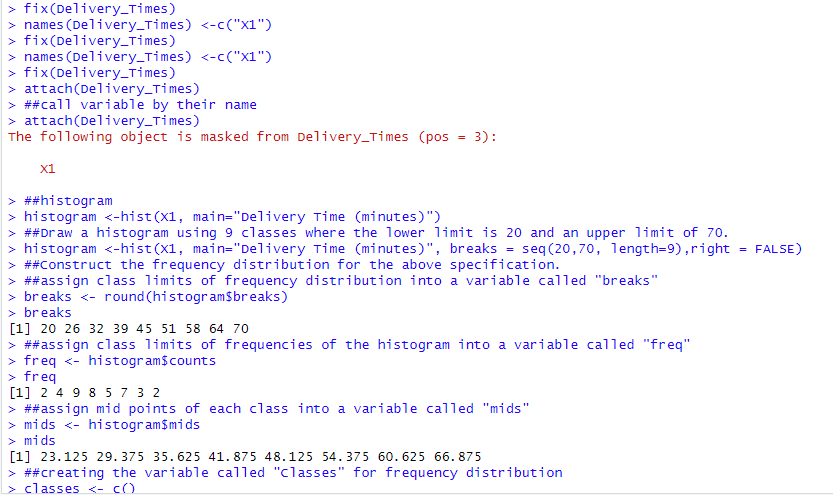 > fix(Delivery_Times)
> names(Delivery_Times) <-c("X1")
> fix(Delivery_Times)
> names(Delivery_Times) <-c("X1")
> fix(Delivery_Times)
> attach(Delivery_Times)
> ##call variable by their name
> attach(Delivery_Times)
The following object is masked from Delivery_Times (pos = 3):
X1
> ##histogram
> histogram <-hist(X1, main="Delivery Time (minutes)")
> ##Draw a histogram using 9 classes where the lower limit is 20 and an upper limit of 70.
> histogram <-hist(X1, main="Delivery Time (minutes)", breaks = seq(20,70, length=9),right = FALSE)
> ##Construct the frequency distribution for the above specification.
> ##assign class limits of frequency distribution into a variable called "breaks"
> breaks <- round(histogram$breaks)
> breaks
[1] 20 26 32 39 45 51 58 64 70
> ##assign class limits of frequencies of the histogram into a variable called "freq"
> freq <- histogram$counts
> freq
[1] 2 4 9 8 5 7 3 2
> ##assign mid points of each class into a variable called "mids"
> mids <- histogram$mids
> mids
[1] 23.125 29.375 35.625 41.875 48.125 54.375 60.625 66.875
> ##creating the variable called "Classes" for frequency distribution
> classes <- c()